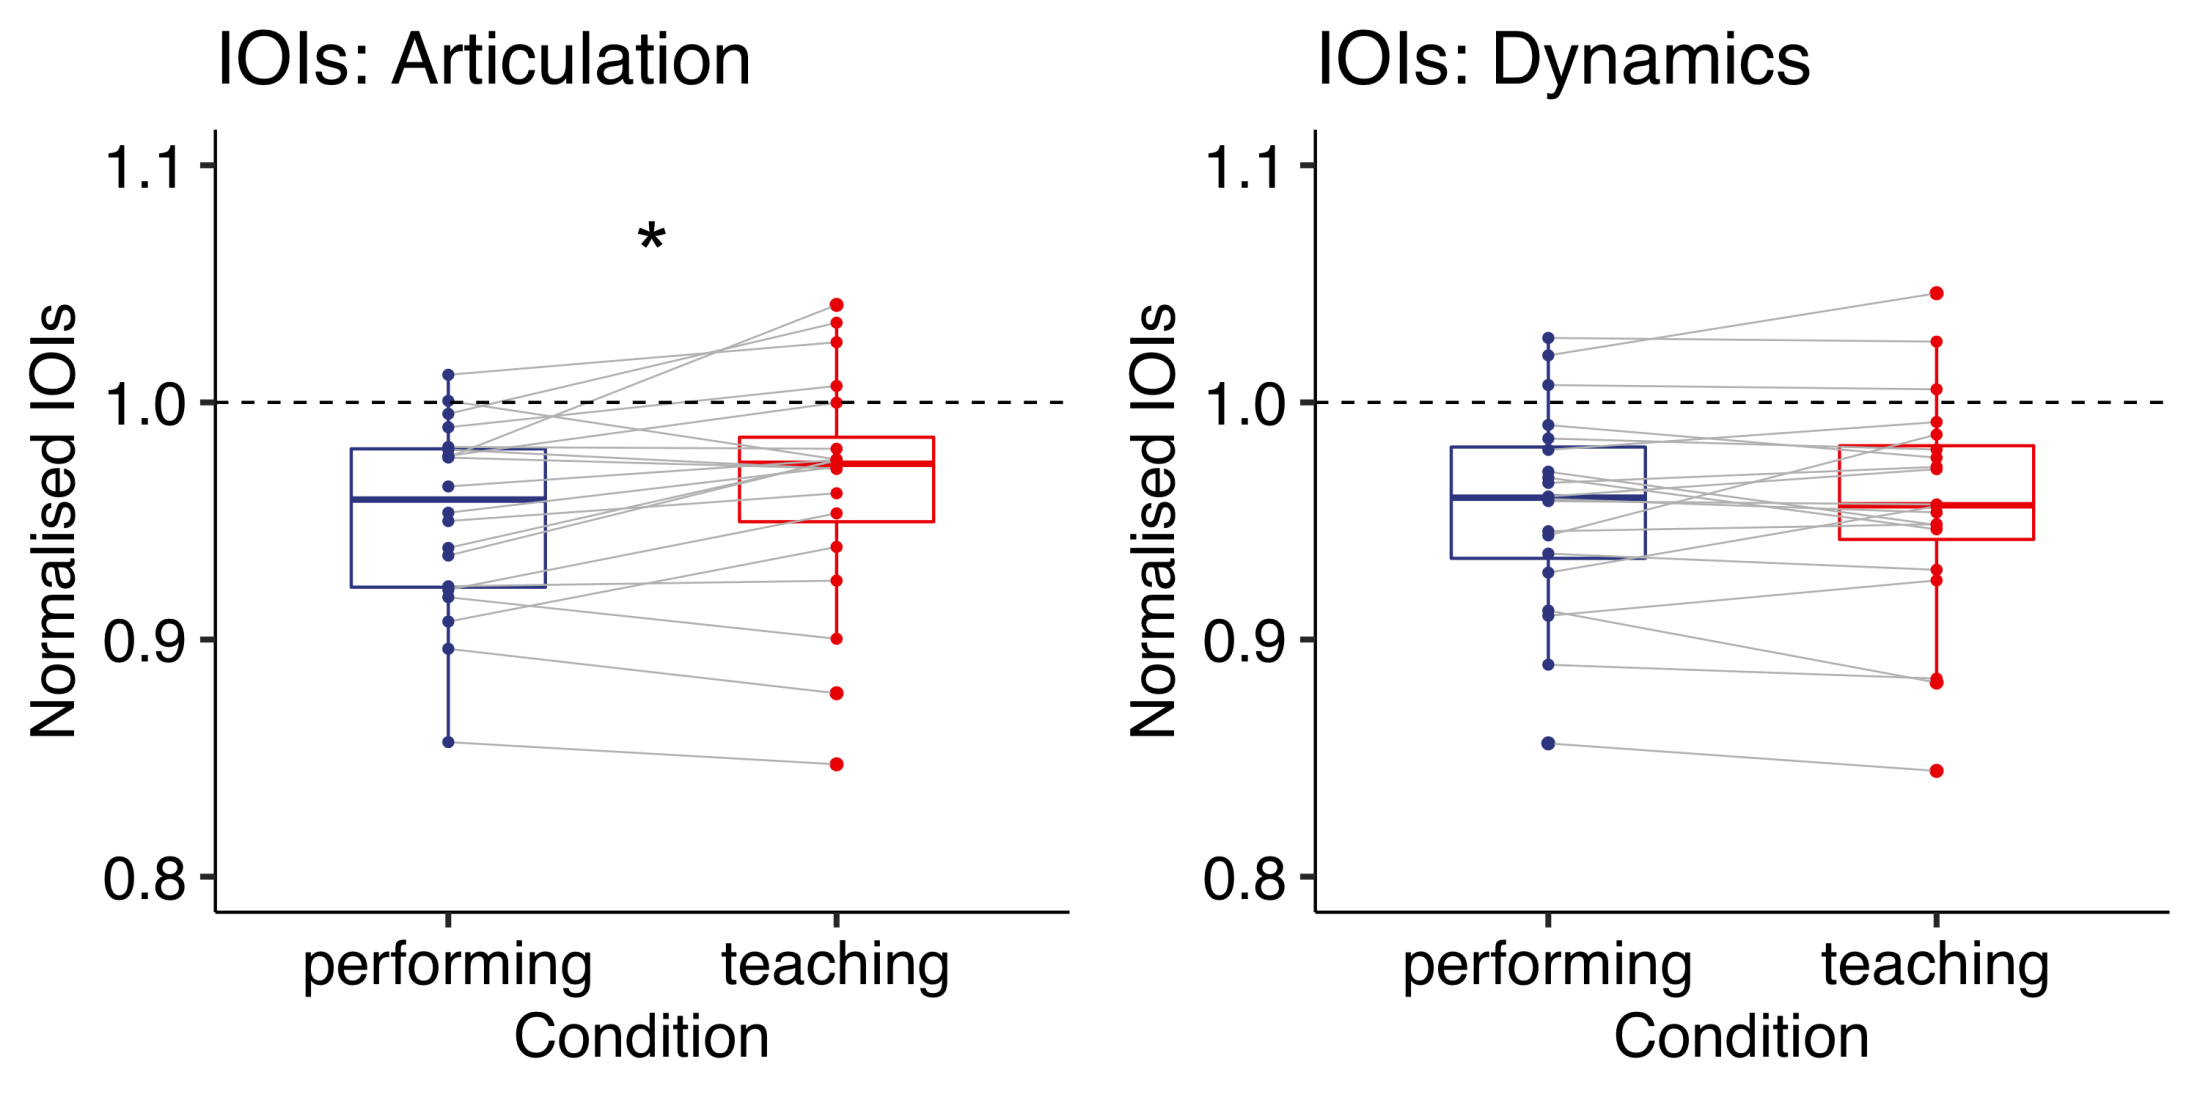 IOIs: Articulation
Normalised IOIs
1.1
1.0
0.9
0.8
*
performing
teaching
Condition
IOIs: Dynamics
Normalised IOIs
1.1
1.0
0.9
0.8
performing
teaching
Condition